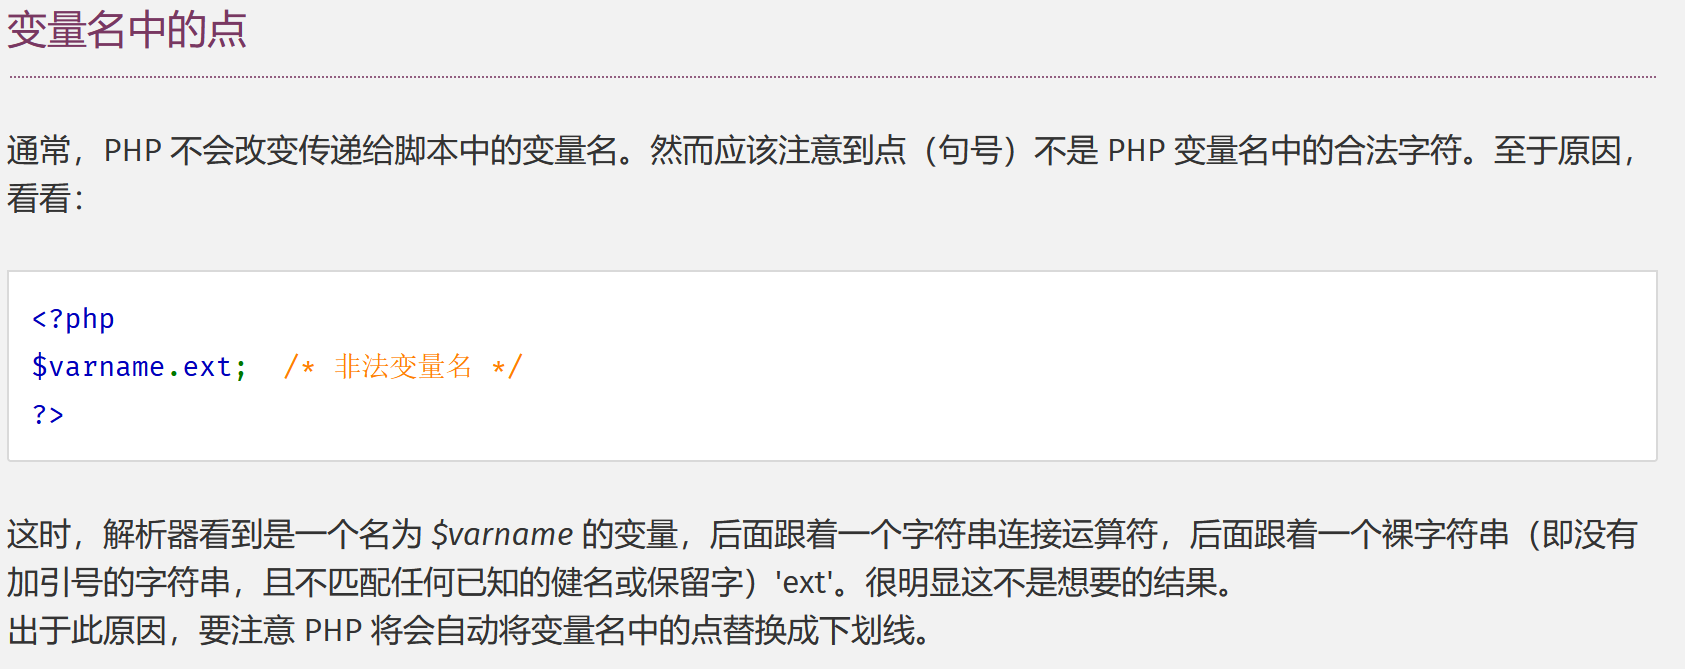 变量名中的点
通常，PHP 不会改变传递给脚本中的变量名。然而应该注意到点（句号）不是 PHP 变量名中的合法字符。至于原因，
看看：
<?php
$varname.ext;  /* 非法变量名 */
?>
这时，解析器看到是一个名为 $varname 的变量，后面跟着一个字符串连接运算符，后面跟着一个裸字符串（即没有
加引号的字符串，且不匹配任何已知的健名或保留字）'ext'。很明显这不是想要的结果。
出于此原因，要注意 PHP 将会自动将变量名中的点替换成下划线。